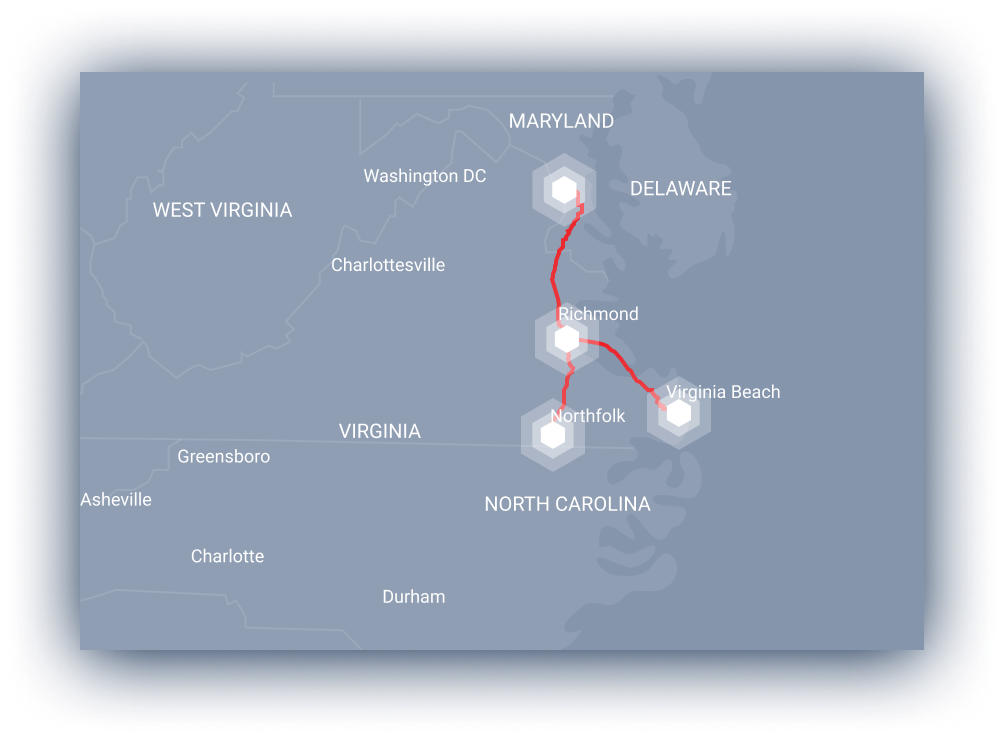 MARYLAND
Washington DC
DELAWARE
WEST VIRGINIA
Charlottesville
Richmond
Virginia Beach
Northfolk
VIRGINIA
Greensboro
Asheville
NORTH CAROLINA
Charlotte
Durham